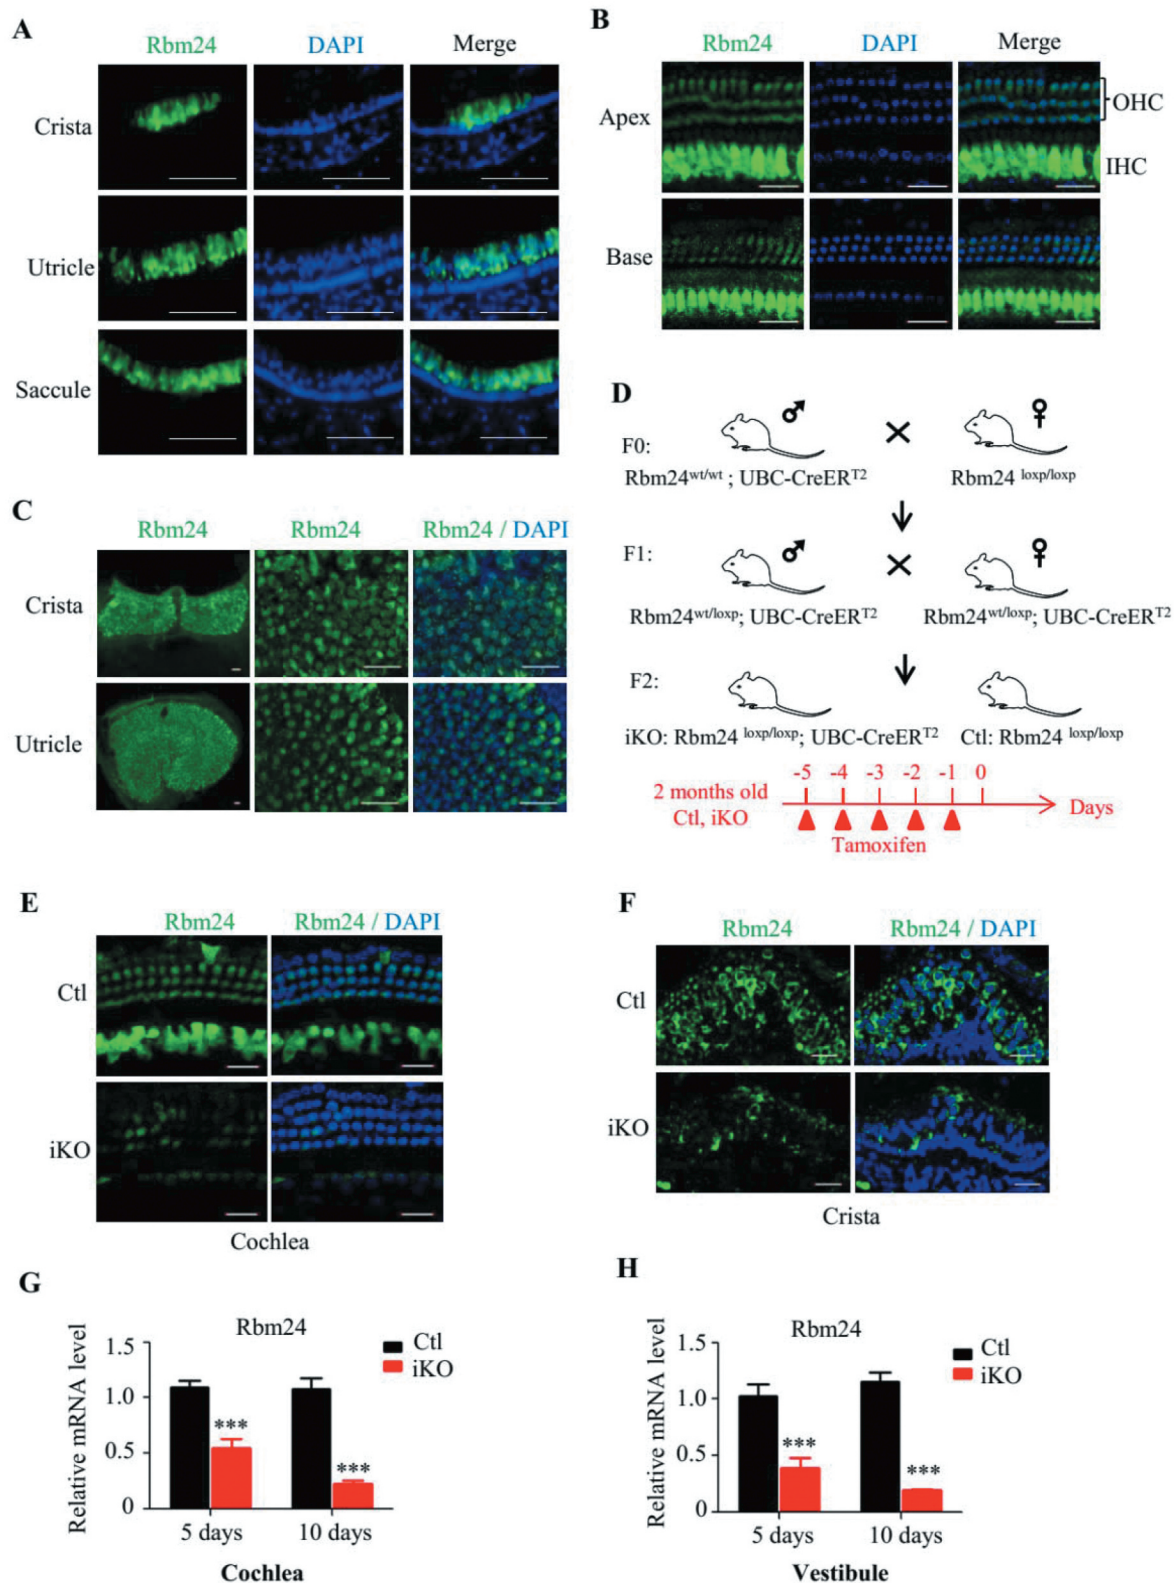 A
Rbm24 DAPI Merge
Crista
Utricle
Saccule
B
Rbm24 DAPI Merge
Apex
OHC
IHC
Base
C
Rbm24 Rbm24 Rbm24 / DAPI
Crista
Utricle
D
F0:
♂ × ♀
Rbm24wt/wt ; UBC-CreERT2 Rbm24 loxp/loxp
F1:
♂ × ♀
Rbm24wt/loxp; UBC-CreERT2 Rbm24wt/loxp; UBC-CreERT2
F2:
iKO: Rbm24 loxp/loxp; UBC-CreERT2 Ctl: Rbm24 loxp/loxp
-5 -4 -3 -2 -1 0
2 months old
Ctl, iKO
Days
Tamoxifen
E
Rbm24 Rbm24 / DAPI
Ctl
iKO
Cochlea
F
Rbm24 Rbm24 / DAPI
Ctl
iKO
Crista
G
Rbm24
Relative mRNA level
1.5
1.0
0.5
0
Ctl
iKO
*** ***
5 days 10 days
Cochlea
H
Rbm24
Relative mRNA level
1.5
1.0
0.5
0
Ctl
iKO
*** ***
5 days 10 days
Vestibule